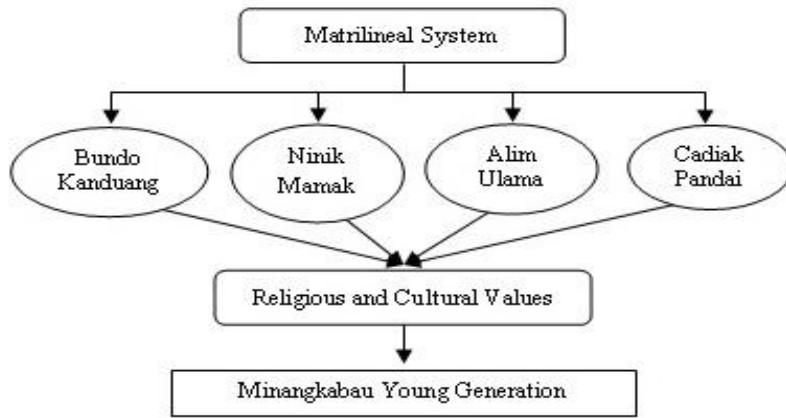 Matrilineal System
Bundo
Kanduang
Ninik
Mamak
Alim
Ulama
Cadiak
Pandai
Religious and Cultural Values
Minangkabau Young Generation